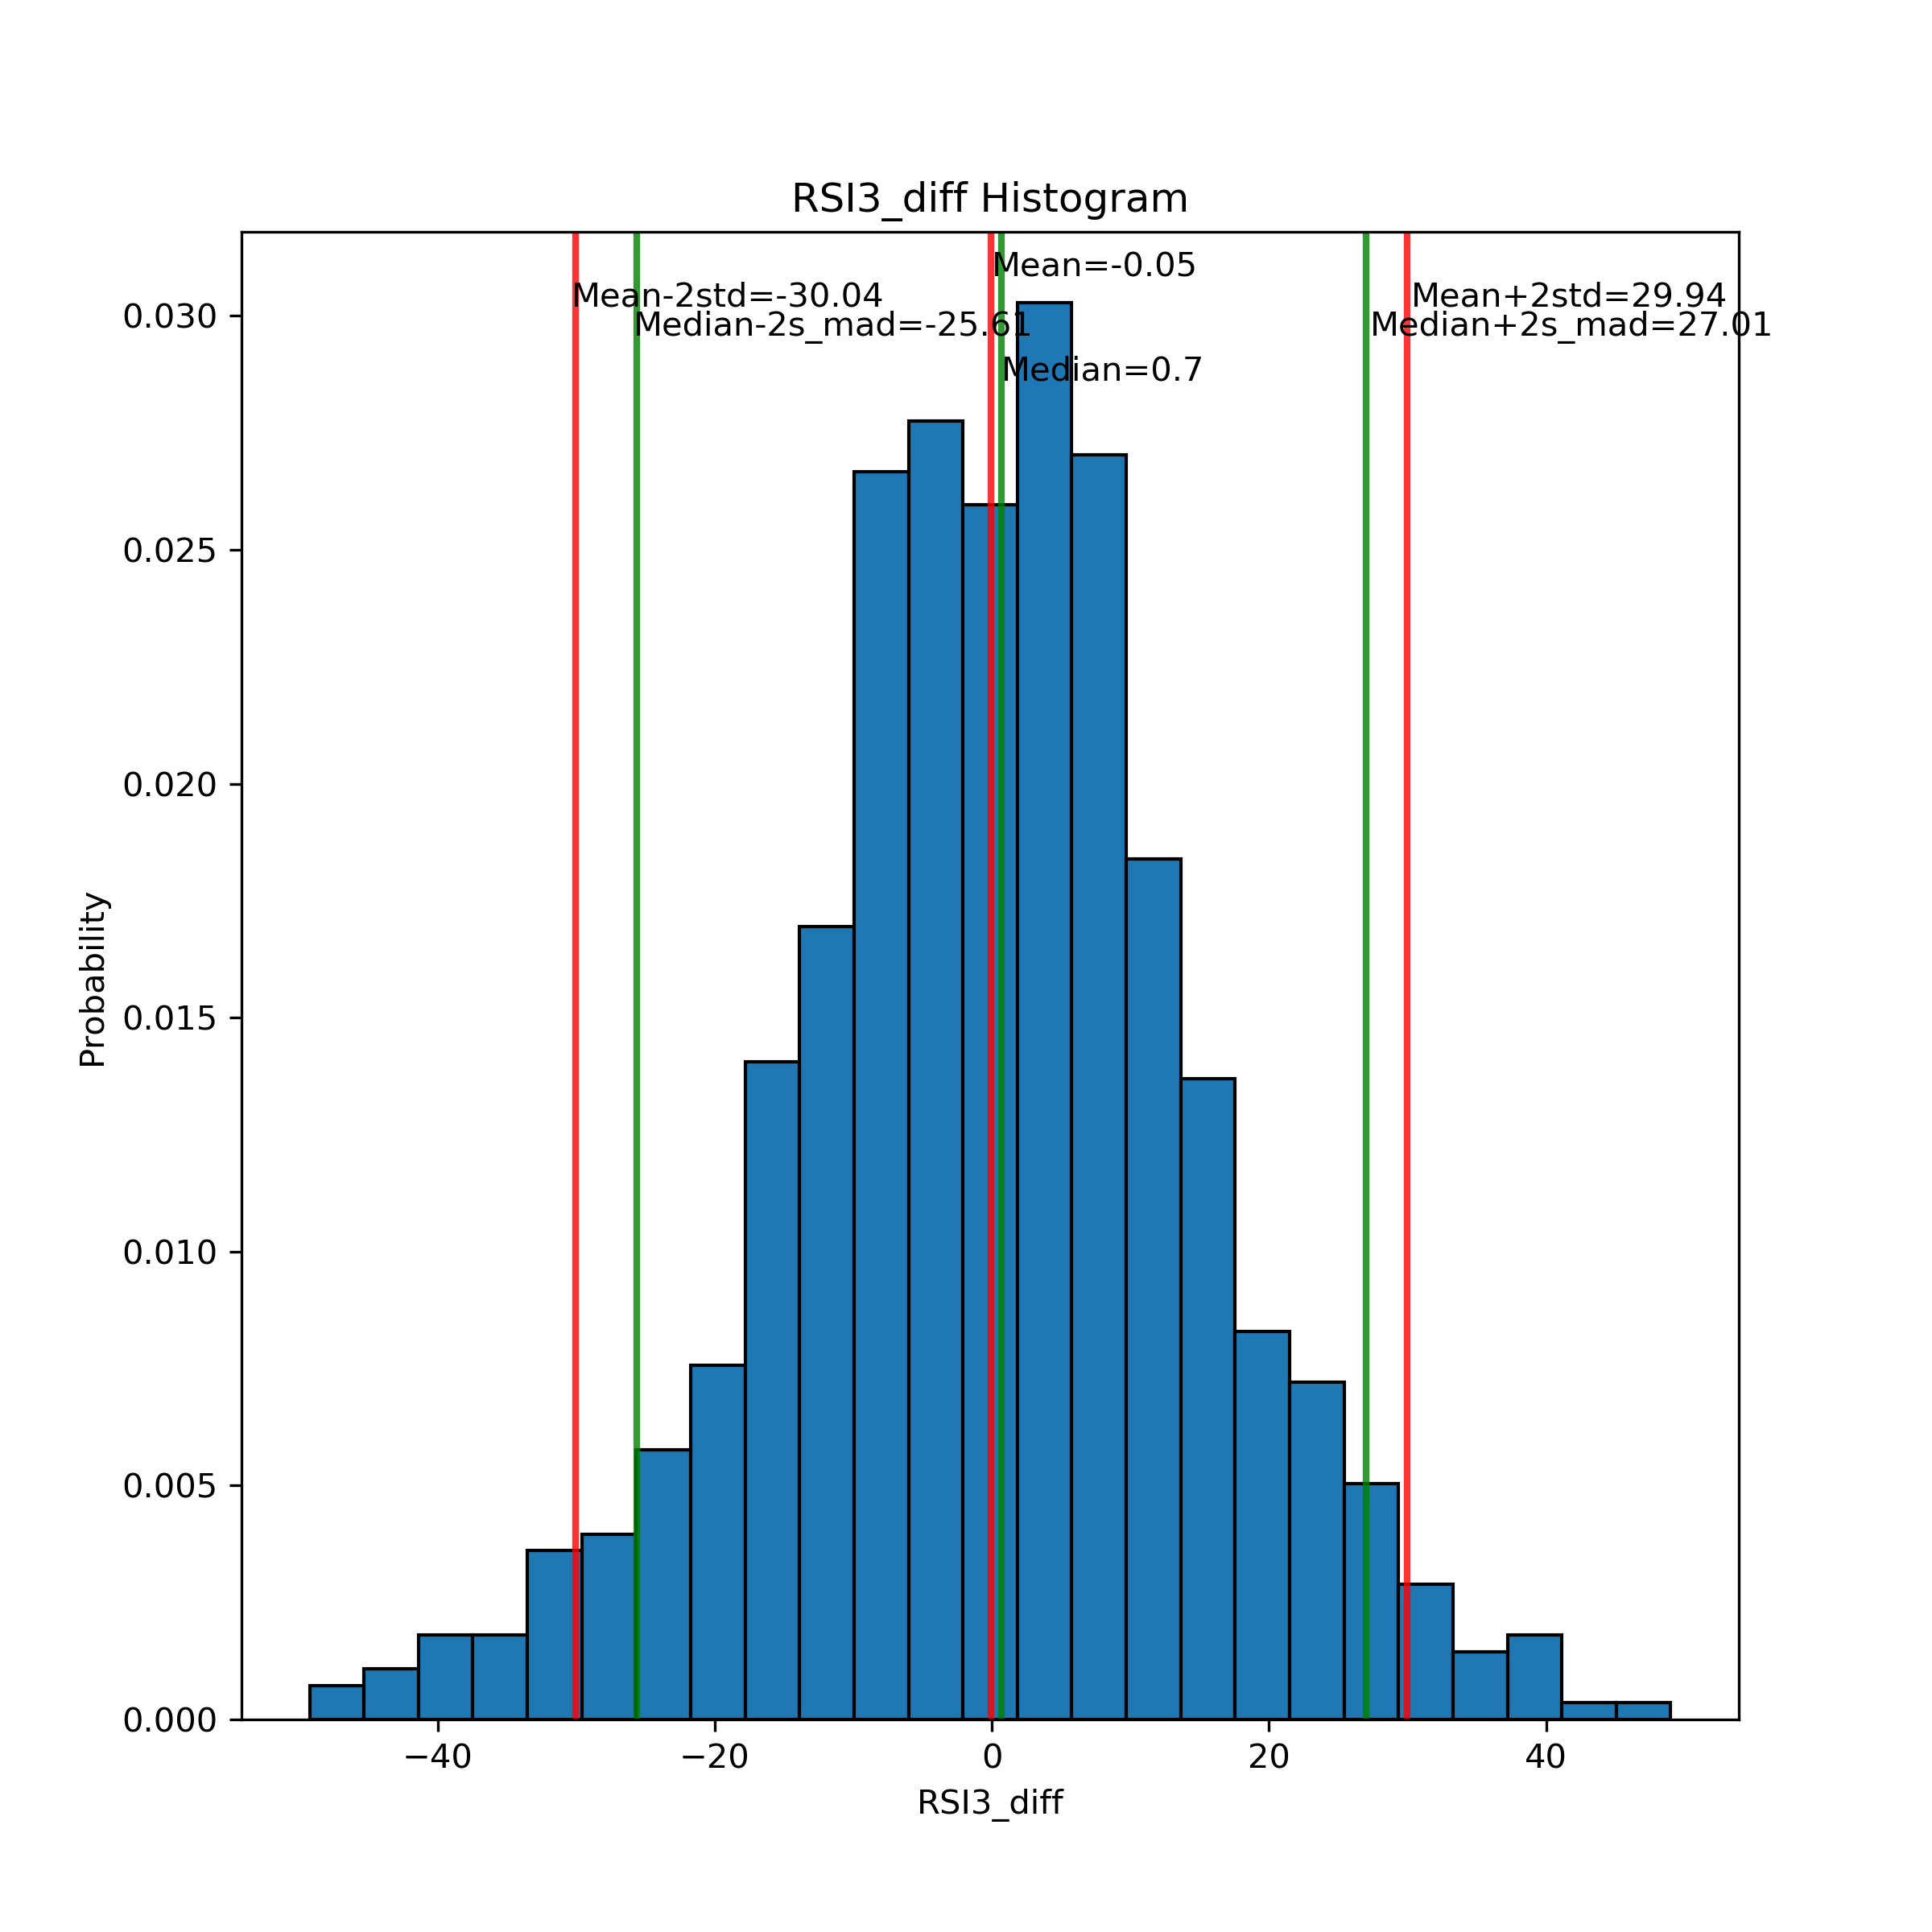 RSI3_diff Histogram
Mean=-0.05
Mean-2std=-30.04
Mean+2std=29.94
Median-2s_mad=-25.61
Median+2s_mad=27.01
Median=0.7
0.030
0.025
0.020
0.015
0.010
0.005
0.000
Probability
−40
−20
0
20
40
RSI3_diff